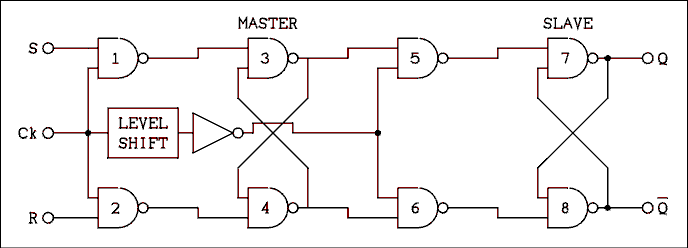 MASTER
SLAVE
S
1
3
5
7
Q
Ck
LEVEL
SHIFT
R
2
4
6
8
Q̅